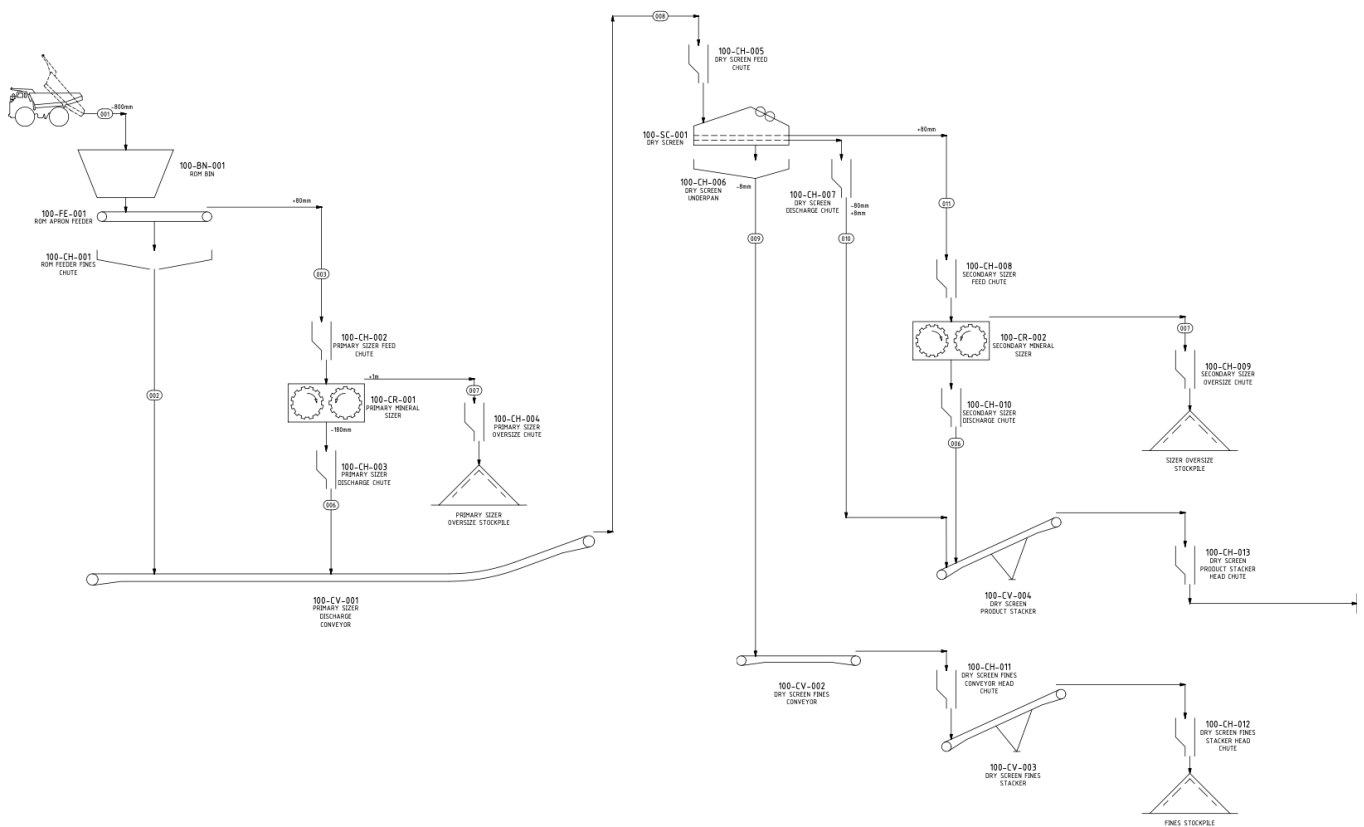 008
100-CH-005
DRY SCREEN FEED
CHUTE
001
-800mm
100-SC-001
DRY SCREEN
+80mm
100-BN-001
ROM BIN
100-CH-006
DRY SCREEN
UNDERPAN
-8mm
100-CH-007
DRY SCREEN
DISCHARGE CHUTE
-80mm
+8mm
011
100-FE-001
ROM APRON FEEDER
+80mm
009
010
100-CH-001
ROM FEEDER FINES
CHUTE
003
100-CH-008
SECONDARY SIZER
FEED CHUTE
100-CH-002
PRIMARY SIZER FEED
CHUTE
100-CR-002
SECONDARY MINERAL
SIZER
007
100-CH-009
SECONDARY SIZER
OVERSIZE CHUTE
002
+1m
007
100-CR-001
PRIMARY MINERAL
SIZER
-180mm
100-CH-004
PRIMARY SIZER
OVERSIZE CHUTE
100-CH-010
SECONDARY SIZER
DISCHARGE CHUTE
006
SIZER OVERSIZE
STOCKPILE
100-CH-003
PRIMARY SIZER
DISCHARGE CHUTE
006
PRIMARY SIZER
OVERSIZE STOCKPILE
100-CH-013
DRY SCREEN
PRODUCT STACKER
HEAD CHUTE
100-CV-001
PRIMARY SIZER
DISCHARGE
CONVEYOR
100-CV-004
DRY SCREEN
PRODUCT STACKER
100-CV-002
DRY SCREEN FINES
CONVEYOR
100-CH-011
DRY SCREEN FINES
CONVEYOR HEAD
CHUTE
100-CH-012
DRY SCREEN FINES
STACKER HEAD
CHUTE
100-CV-003
DRY SCREEN FINES
STACKER
FINES STOCKPILE